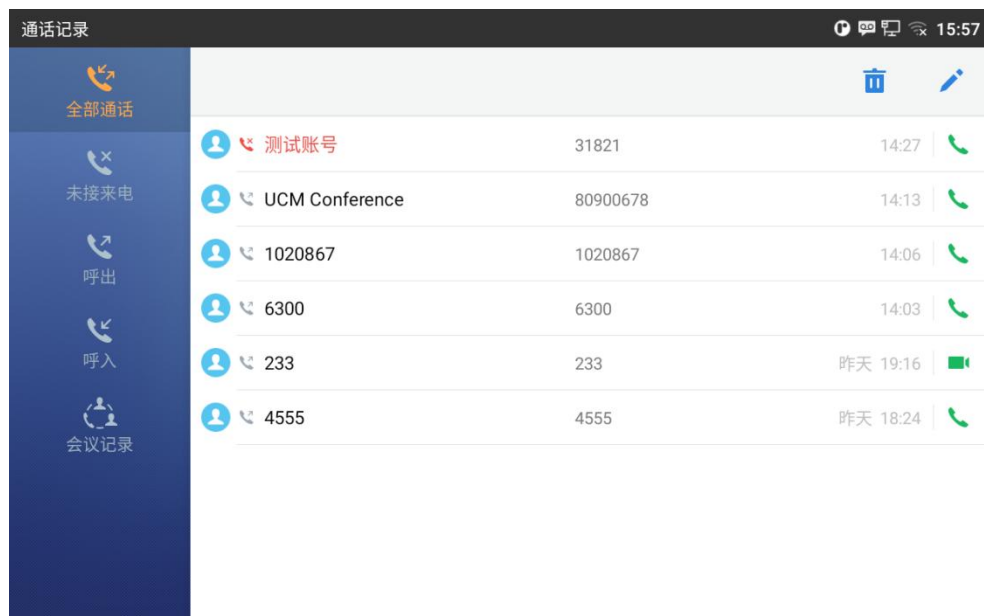 通话记录 15:57
全部通话
未接来电
呼出
呼入
会议记录
测试账号 31821 14:27
UCM Conference 80900678 14:13
1020867 1020867 14:06
6300 6300 14:03
233 233 昨天 19:16
4555 4555 昨天 18:24